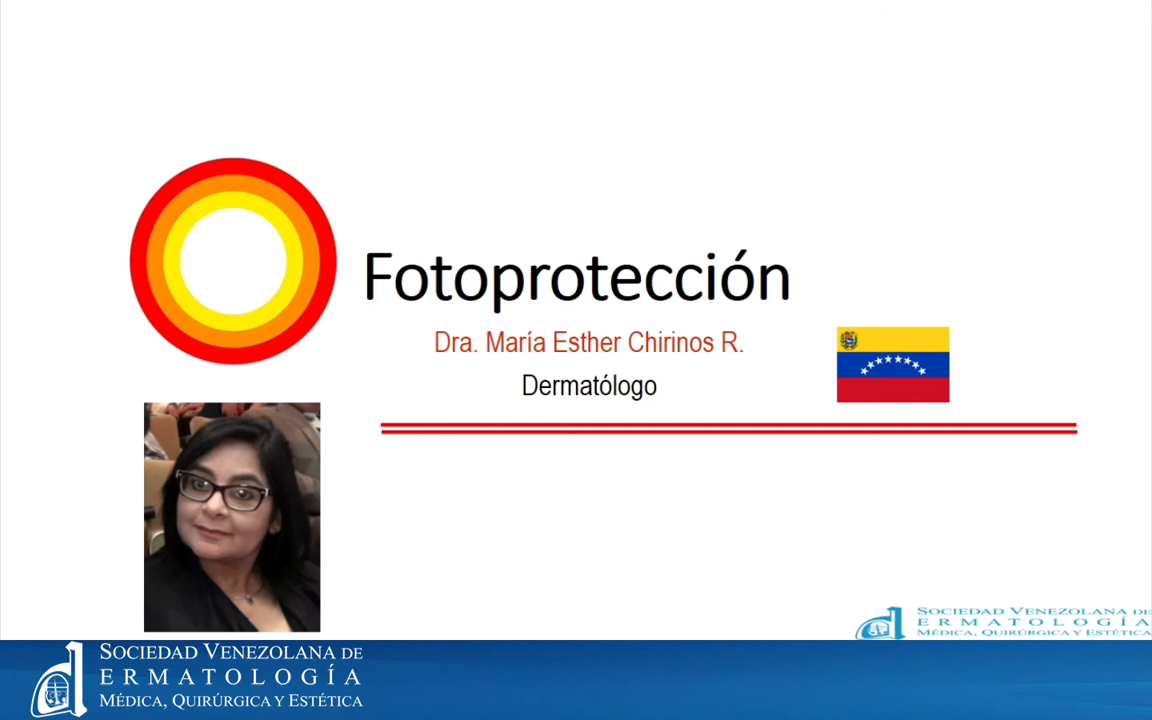 Fotoprotección
Dra. María Esther Chirinos R.
Dermatólogo
SOCIEDAD VENEZOLANA DE
ERMATOLOGÍA
MÉDICA, QUIRÚRGICA Y ESTÉTICA
SOCIEDAD VENEZOLANA DE
ERMATOLOGÍA
MÉDICA, QUIRÚRGICA Y ESTÉTICA